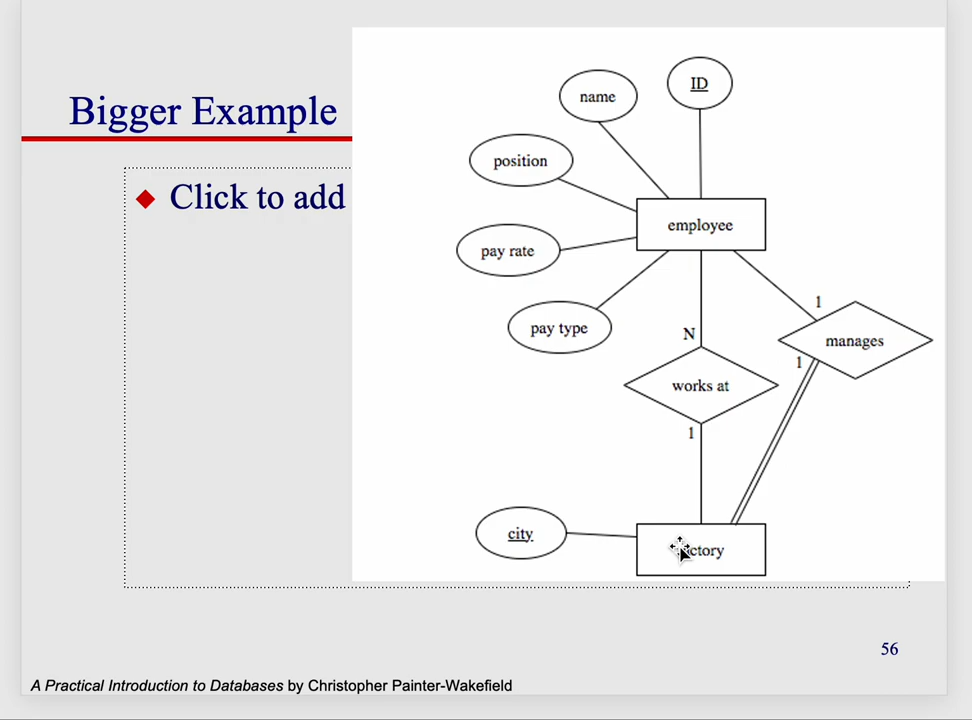 Bigger Example
Click to add
name
ID
position
employee
pay rate
pay type
N
1
manages
1
works at
1
city
56
A Practical Introduction to Databases by Christopher Painter-Wakefield